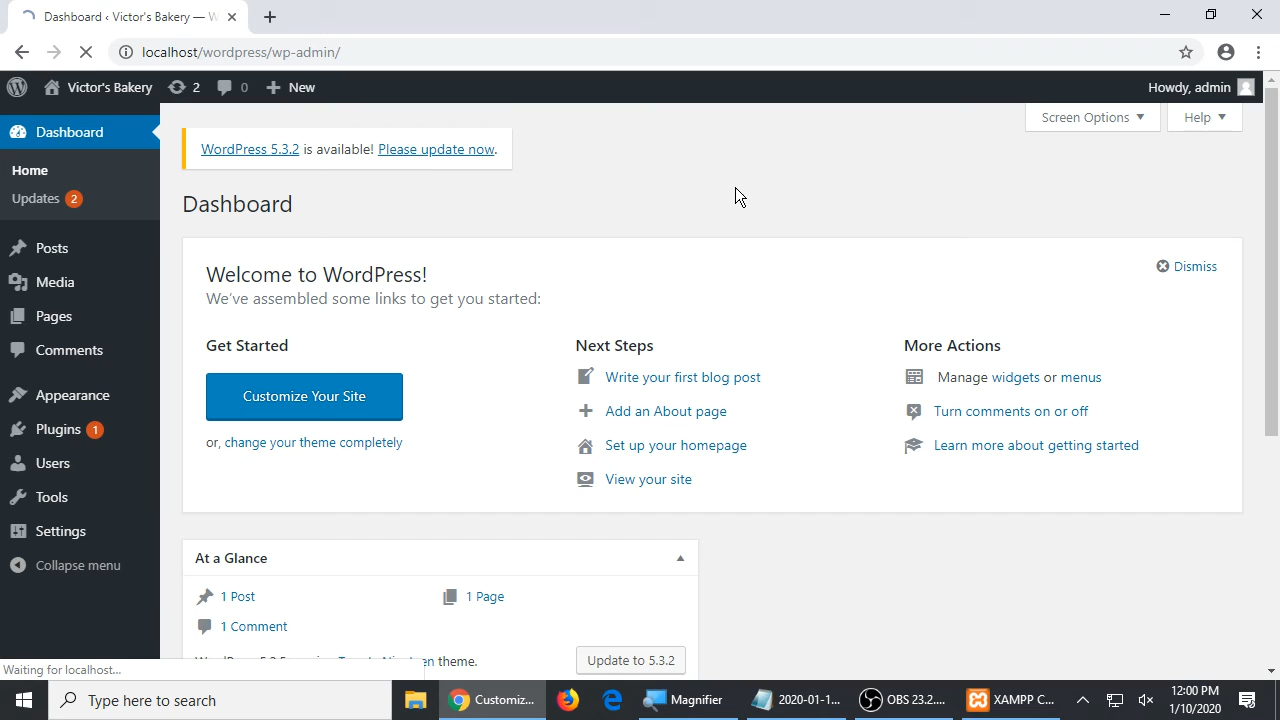 Dashboard ‹ Victor's Bakery — W
localhost/wordpress/wp-admin/
Victor's Bakery 2 0 New Howdy, admin
Screen Options Help
Dashboard
Home
Updates 2
Posts
Media
Pages
Comments
Appearance
Plugins 1
Users
Tools
Settings
Collapse menu
WordPress 5.3.2 is available! Please update now.
Dashboard
Welcome to WordPress!
Dismiss
We've assembled some links to get you started:
Get Started
Customize Your Site
or, change your theme completely
Next Steps
Write your first blog post
Add an About page
Set up your homepage
View your site
More Actions
Manage widgets or menus
Turn comments on or off
Learn more about getting started
At a Glance
1 Post 1 Page
1 Comment
theme.
Update to 5.3.2
Waiting for localhost...
Type here to search
Customiz...
Magnifier
2020-01-1...
OBS 23.2....
XAMPP C...
12:00 PM
1/10/2020